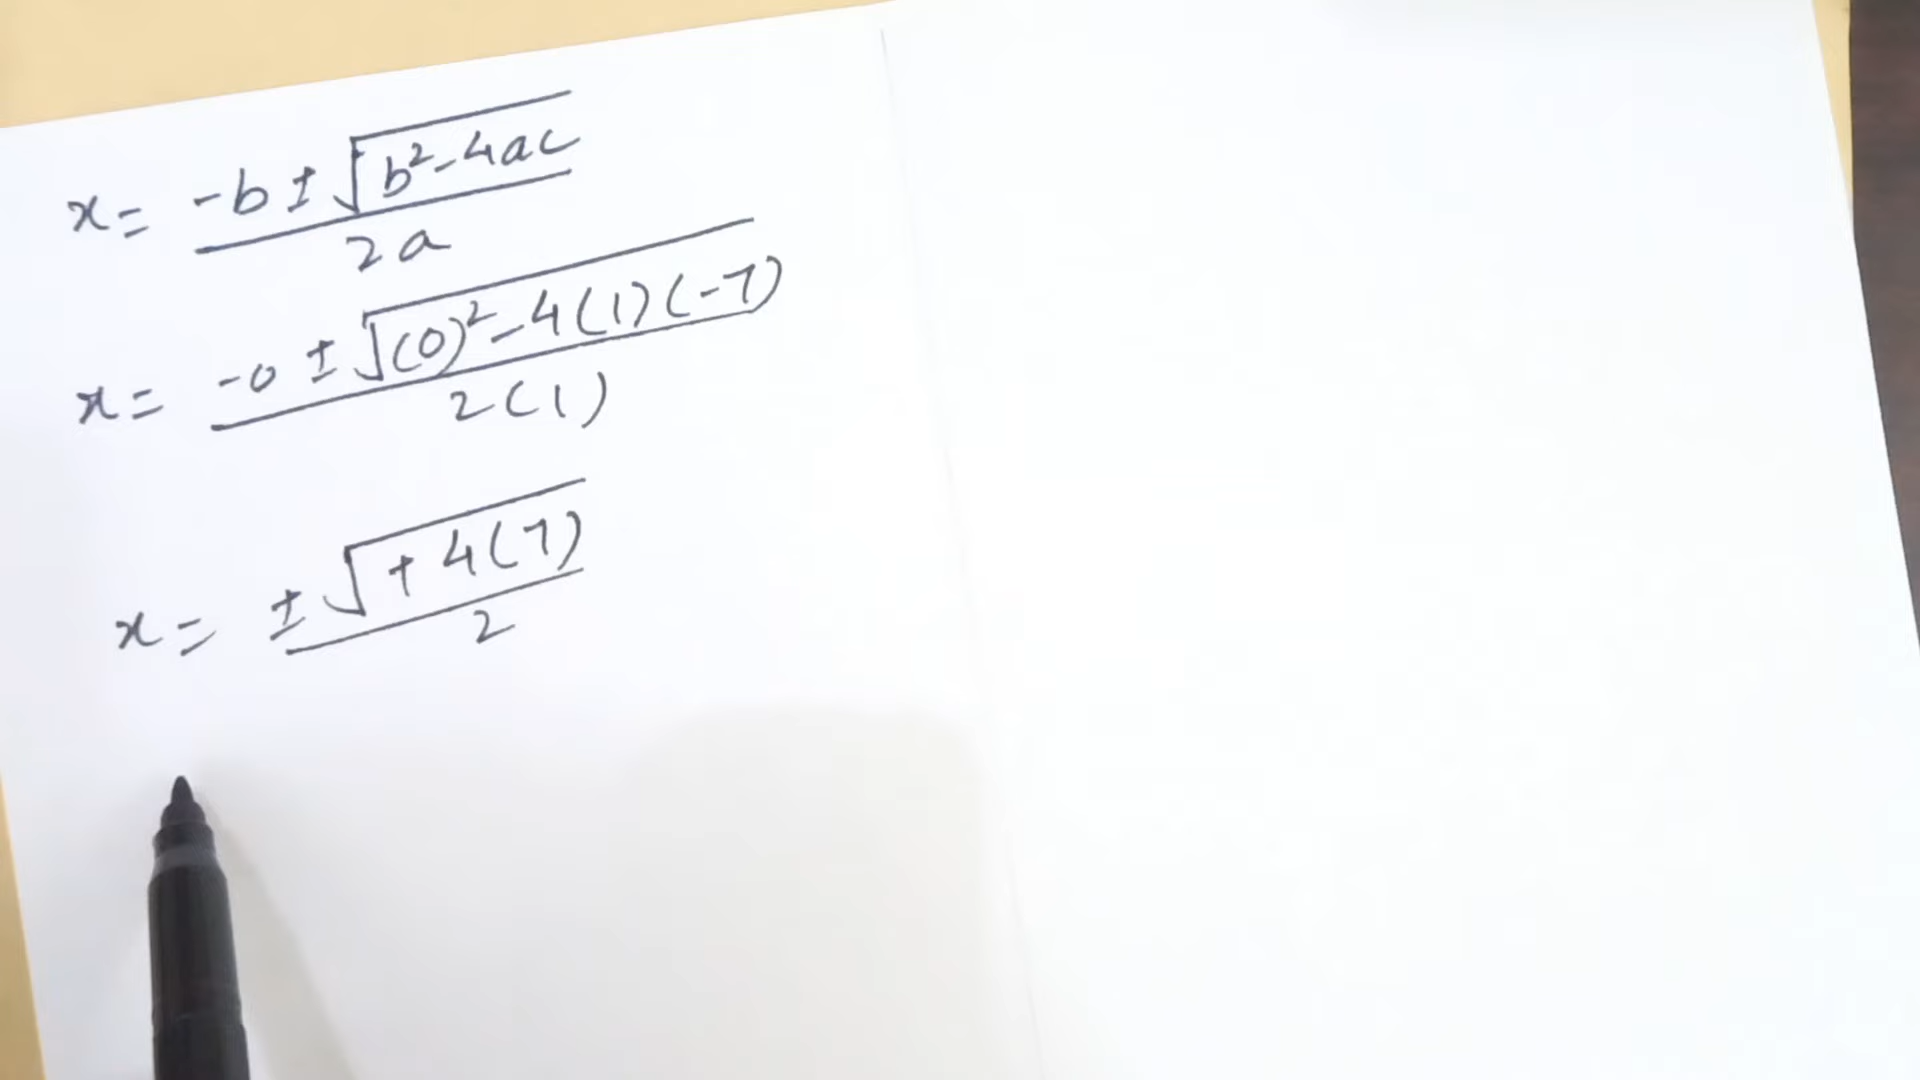 x = -b ± √b²-4ac / 2a
x = -0 ± √(0)²-4(1)(-7) / 2(1)
x = ± √+4(7) / 2